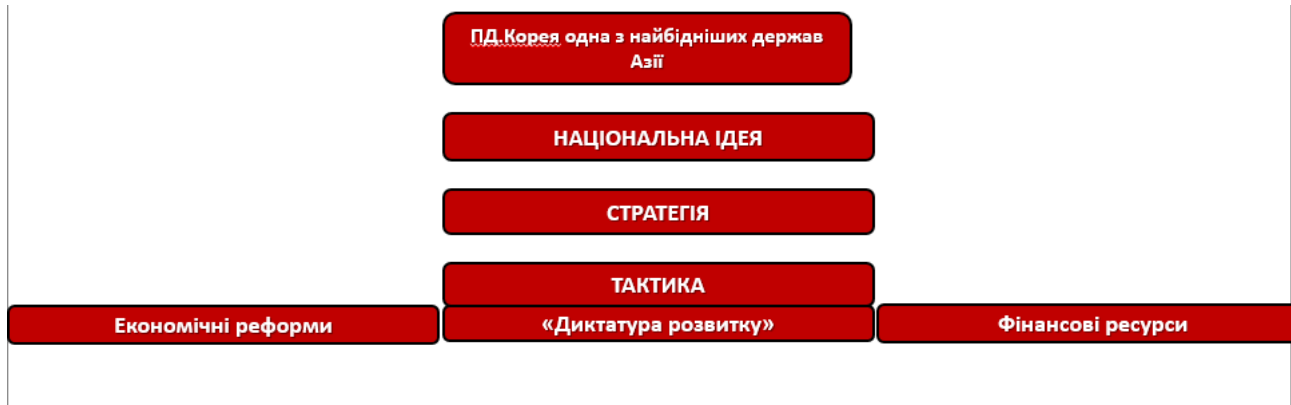 ПД.Корея одна з найбідніших держав
Азії
НАЦІОНАЛЬНА ІДЕЯ
СТРАТЕГІЯ
ТАКТИКА
Економічні реформи
«Диктатура розвитку»
Фінансові ресурси